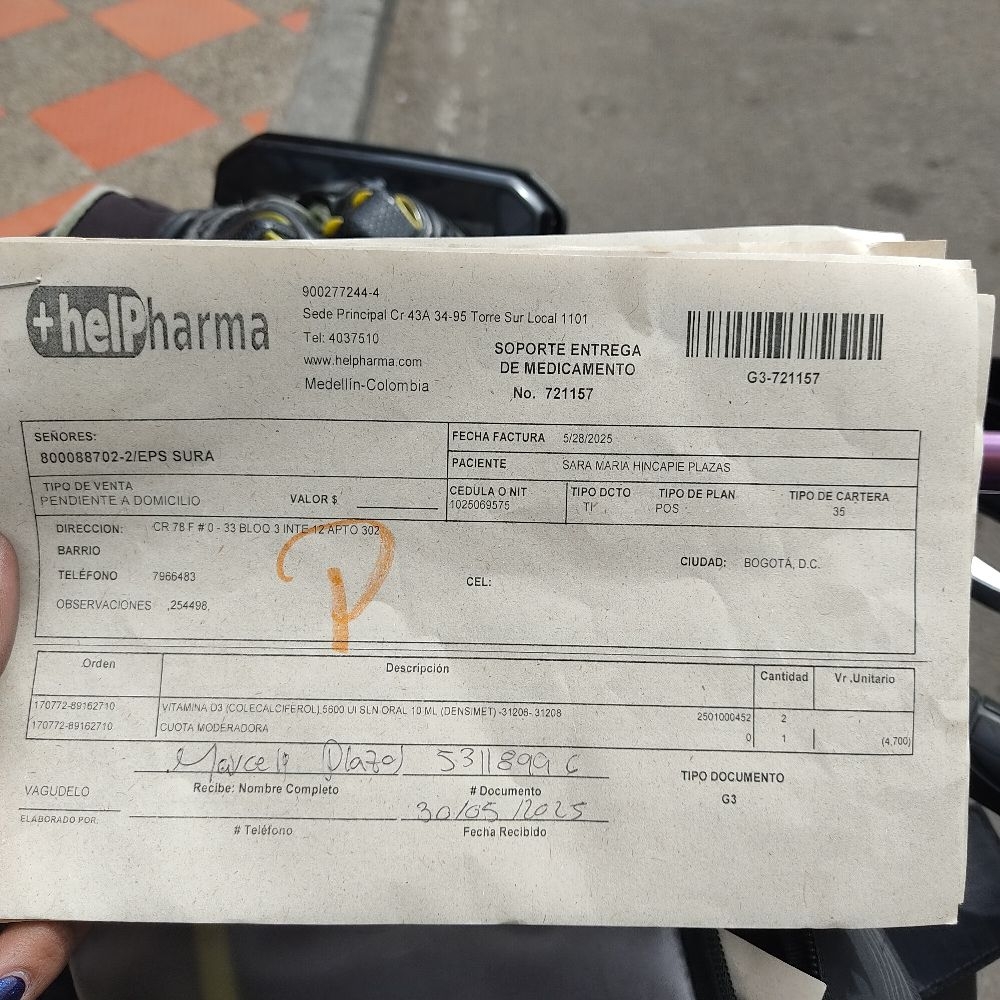 +helPharma
900277244-4
Sede Principal Cr 43A 34-95 Torre Sur Local 1101
Tel: 4037510
www.helpharma.com
Medellín-Colombia
SOPORTE ENTREGA
DE MEDICAMENTO
No. 721157
G3-721157
SEÑORES:
800088702-2/EPS SURA
FECHA FACTURA 5/28/2025
PACIENTE SARA MARIA HINCAPIE PLAZAS
TIPO DE VENTA
PENDIENTE A DOMICILIO VALOR $
CEDULA O NIT TIPO DCTO TIPO DE PLAN TIPO DE CARTERA
1025069575 TI POS 35
DIRECCION: CR 78 F # 0 - 33 BLOQ 3 INTE 12 APTO 302
BARRIO
CIUDAD: BOGOTÁ, D.C.
TELÉFONO 7966483 CEL:
OBSERVACIONES ,254498,
P
Orden Descripción Cantidad Vr .Unitario
170772-89162710 VITAMINA D3 (COLECALCIFEROL) 5600 UI SLN ORAL 10 ML (DENSIMET) -31208- 31208 2501000452 2
170772-89162710 CUOTA MODERADORA 0 1 (4,700)
Plazas
VAGUDELO Recibe: Nombre Completo # Documento TIPO DOCUMENTO
G3
30/05/2025
ELABORADO POR: # Teléfono Fecha Recibido